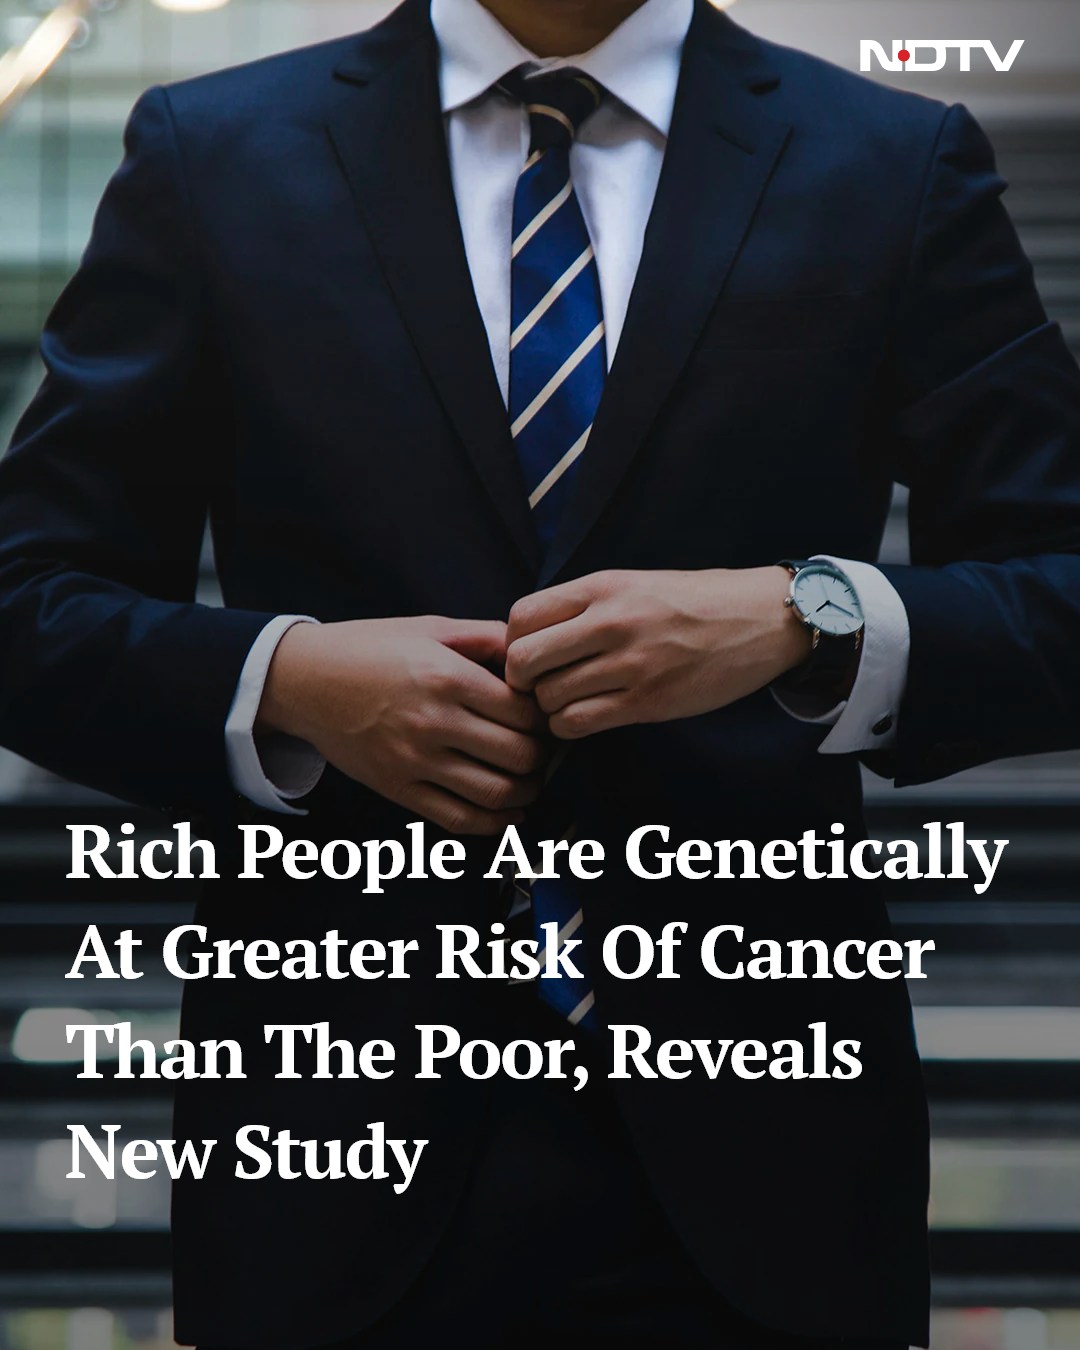 NDTV
Rich People Are Genetically
At Greater Risk Of Cancer
Than The Poor, Reveals
New Study